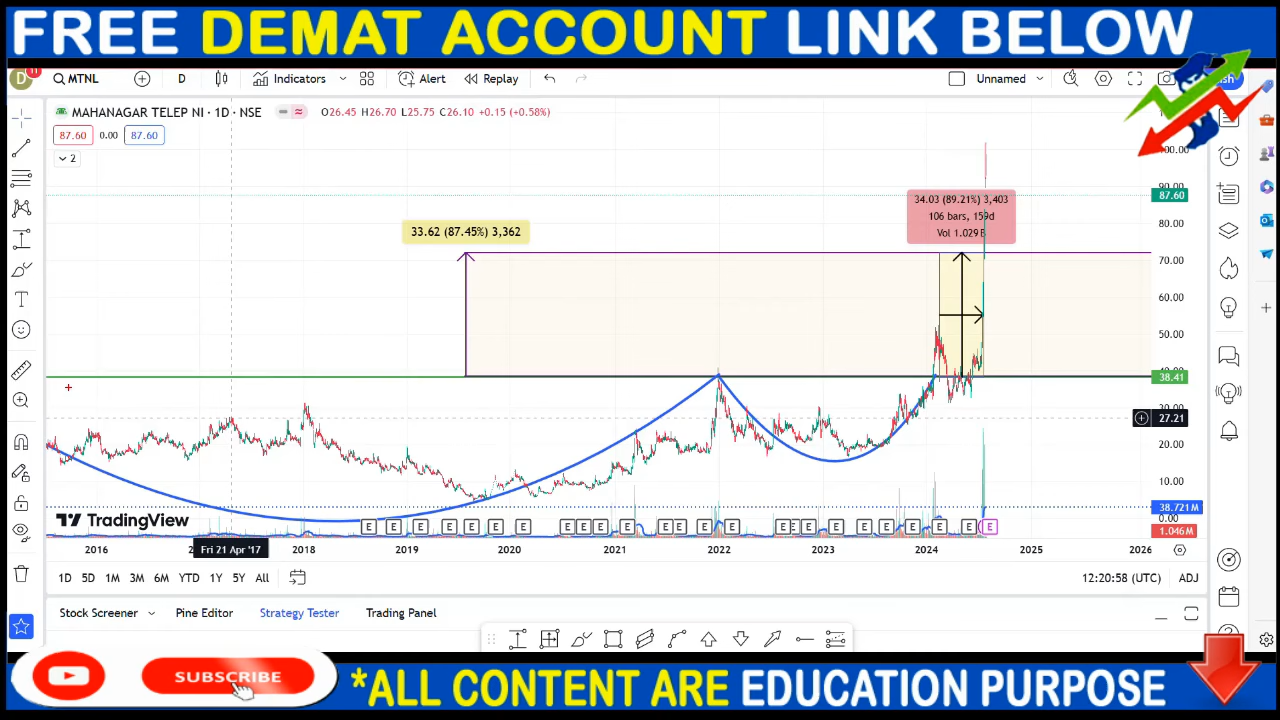 FREE DEMAT ACCOUNT LINK BELOW
D 11 MTNL D Indicators Alert Replay Unnamed
MAHANAGAR TELEP NI · 1D · NSE O26.45 H26.70 L25.75 C26.10 +0.15 (+0.58%)
87.60 0.00 87.60
2
100.00
90.00
87.60
80.00
34.03 (89.21%) 3,403
106 bars, 159d
Vol 1.029B
33.62 (87.45%) 3,362
70.00
60.00
50.00
40.00
38.41
30.00
27.21
20.00
10.00
38.721M
0.00
1.046M
TradingView
E E E E E E E E E E E E E E E E E E E E E E E
2016 Fri 21 Apr '17 2018 2019 2020 2021 2022 2023 2024 2025 2026
1D 5D 1M 3M 6M YTD 1Y 5Y All 12:20:58 (UTC) ADJ
Stock Screener Pine Editor Strategy Tester Trading Panel
SUBSCRIBE
*ALL CONTENT ARE EDUCATION PURPOSE